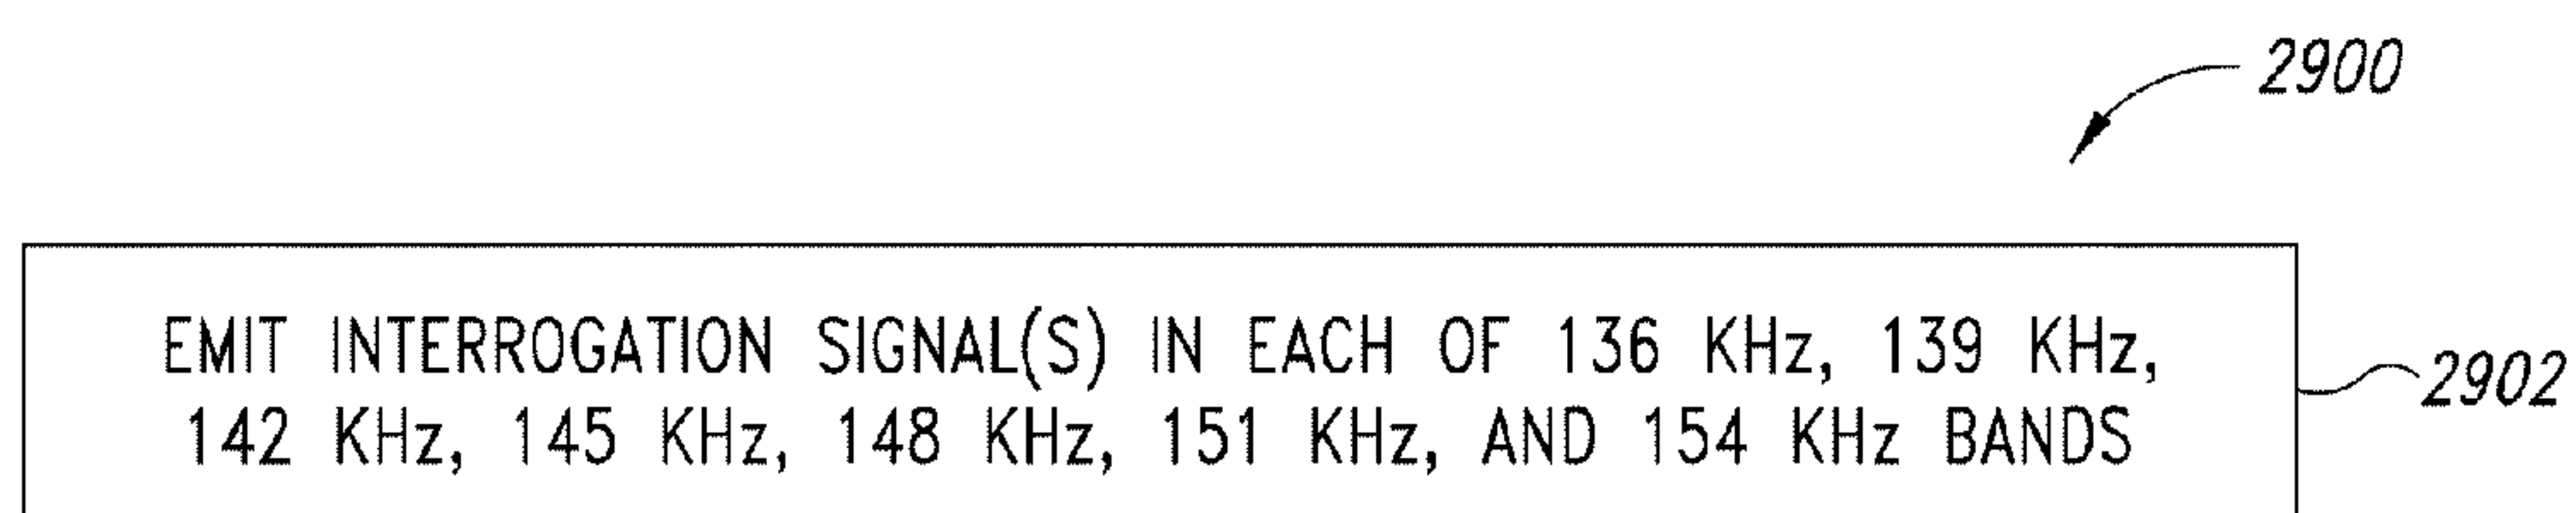 2900
EMIT INTERROGATION SIGNAL(S) IN EACH OF 136 KHz, 139 KHz,
142 KHz, 145 KHz, 148 KHz, 151 KHz, AND 154 KHz BANDS
2902